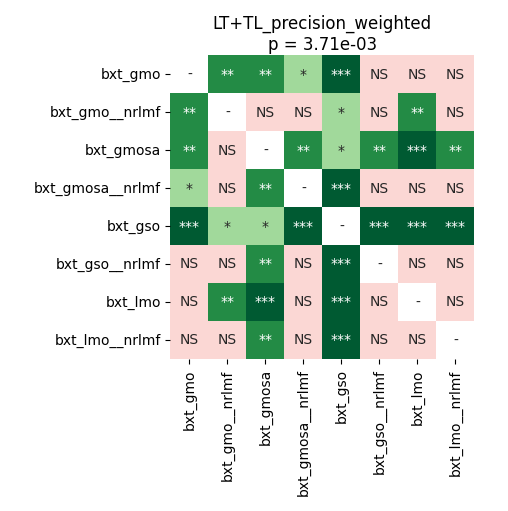 LT+TL_precision_weighted
p = 3.71e-03
bxt_gmo - ** ** * *** NS NS NS
bxt_gmo__nrlmf ** - NS NS * NS ** NS
bxt_gmosa ** NS - ** * ** *** **
bxt_gmosa__nrlmf * NS ** - *** NS NS NS
bxt_gso *** * * *** - *** *** ***
bxt_gso__nrlmf NS NS ** NS *** - NS NS
bxt_lmo NS ** *** NS *** NS - NS
bxt_lmo__nrlmf NS NS ** NS *** NS NS -
bxt_gmo
bxt_gmo__nrlmf
bxt_gmosa
bxt_gmosa__nrlmf
bxt_gso
bxt_gso__nrlmf
bxt_lmo
bxt_lmo__nrlmf